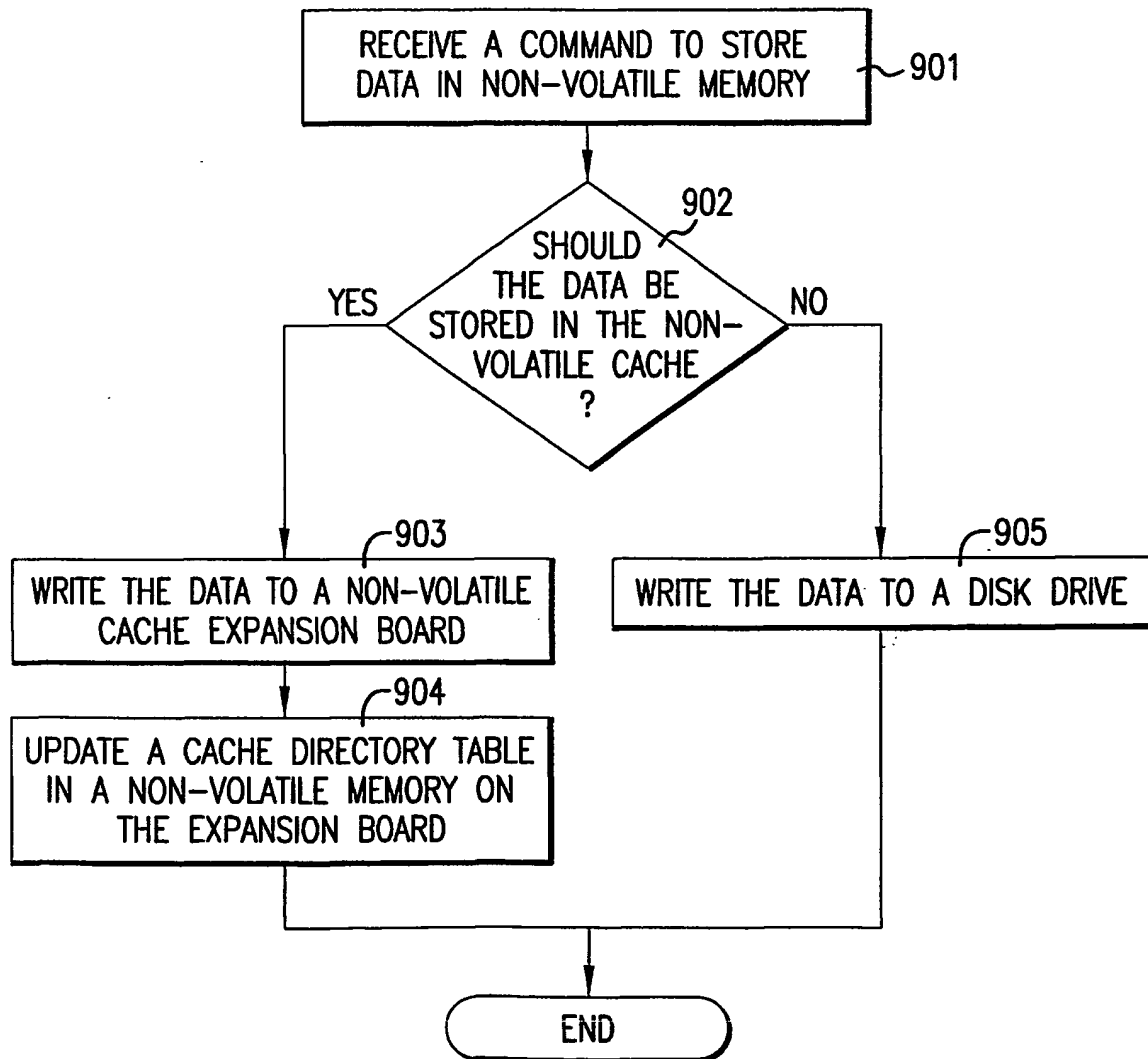 RECEIVE A COMMAND TO STORE
DATA IN NON-VOLATILE MEMORY
901
902
SHOULD
THE DATA BE
STORED IN THE NON-
VOLATILE CACHE
?
YES
NO
903
WRITE THE DATA TO A NON-VOLATILE
CACHE EXPANSION BOARD
905
WRITE THE DATA TO A DISK DRIVE
904
UPDATE A CACHE DIRECTORY TABLE
IN A NON-VOLATILE MEMORY ON
THE EXPANSION BOARD
END